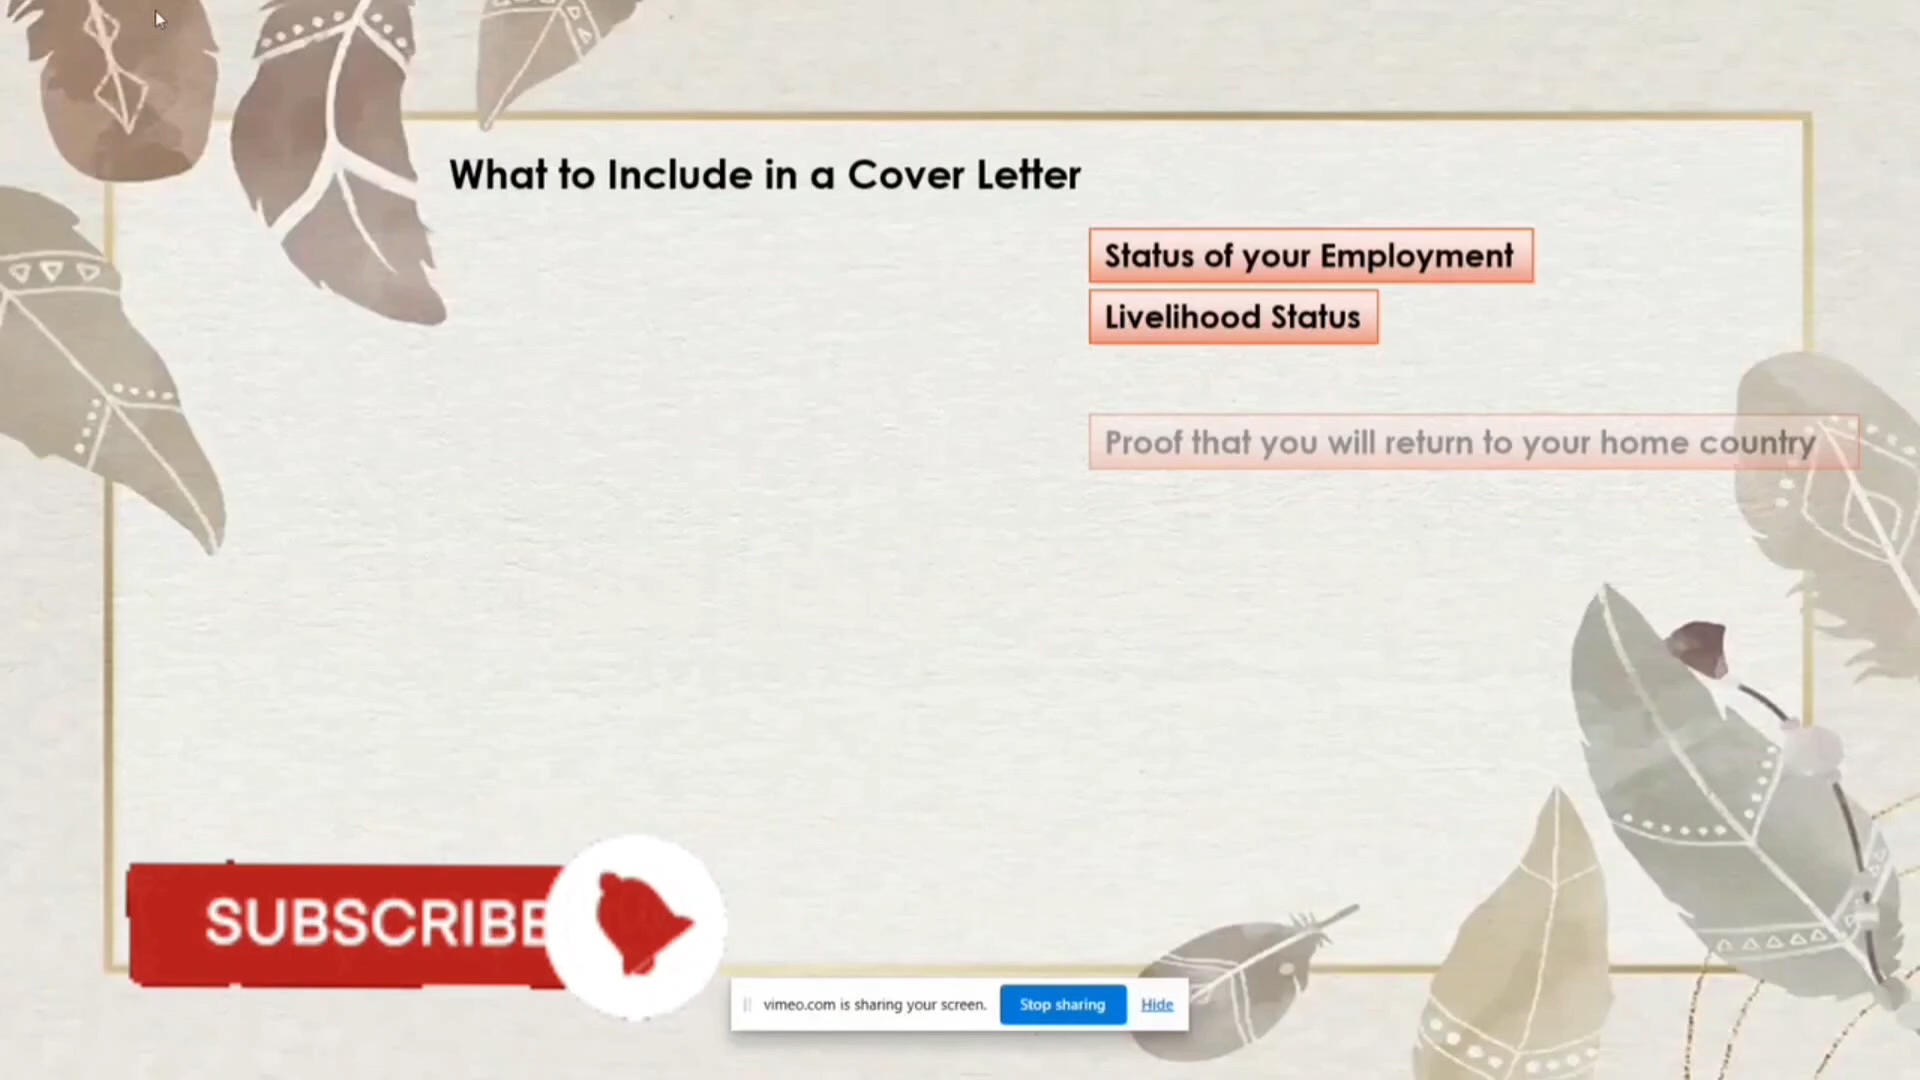 What to Include in a Cover Letter
Status of your Employment
Livelihood Status
Proof that you will return to your home country
SUBSCRIBE
vimeo.com is sharing your screen. Stop sharing Hide